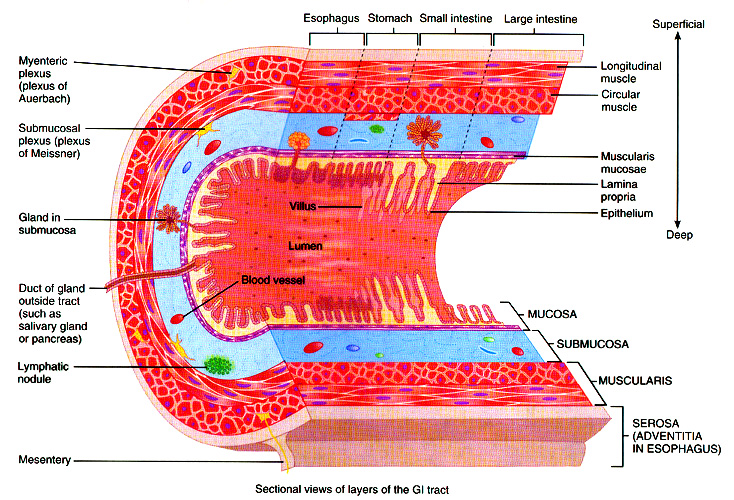 Esophagus Stomach Small intestine Large intestine
Superficial
Myenteric
plexus
(plexus of
Auerbach)
Submucosal
plexus (plexus
of Meissner)
Gland in
submucosa
Duct of gland
outside tract
(such as
salivary gland
or pancreas)
Lymphatic
nodule
Mesentery
Villus
Lumen
Blood vessel
Longitudinal
muscle
Circular
muscle
Muscularis
mucosae
Lamina
propria
Epithelium
Deep
MUCOSA
SUBMUCOSA
MUSCULARIS
SEROSA
(ADVENTITIA
IN ESOPHAGUS)
Sectional views of layers of the GI tract